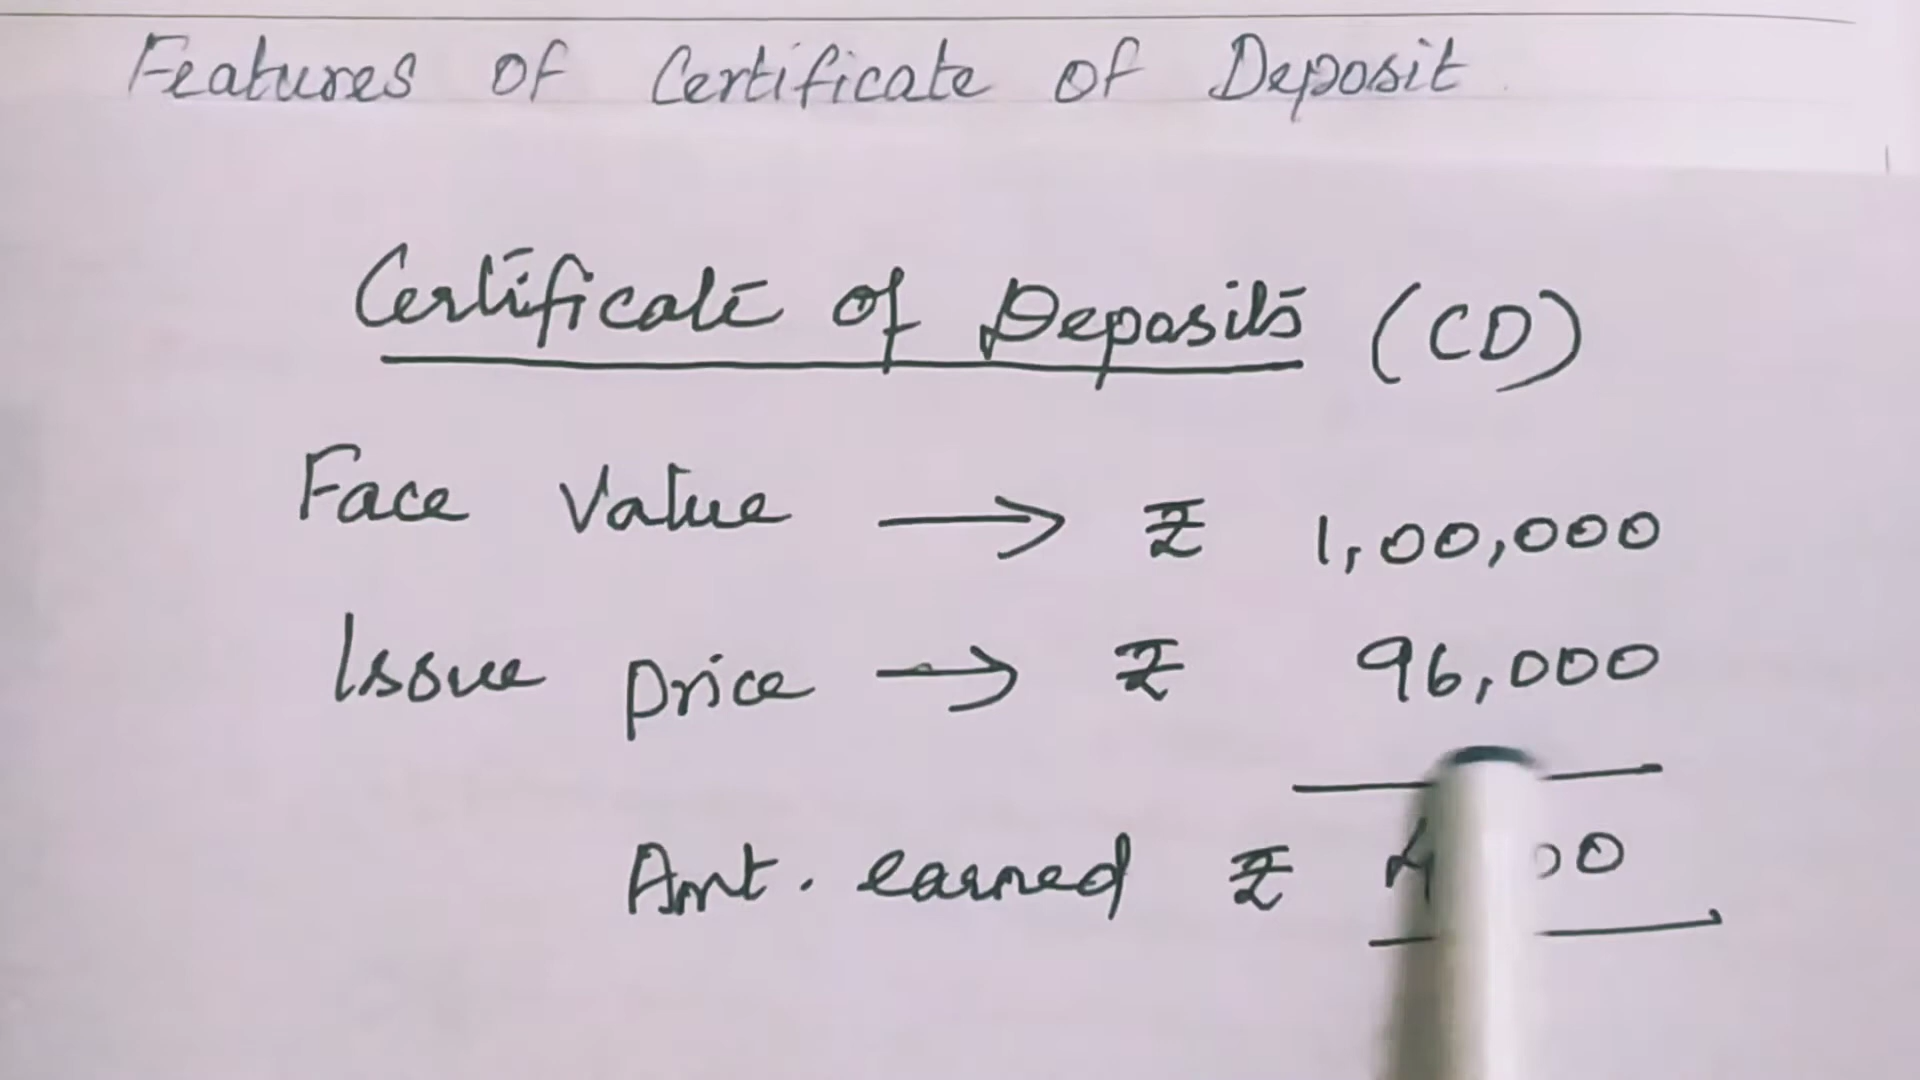 Features of Certificate of Deposit
Certificate of Deposits (CD)
Face Value → ₹ 1,00,000
Issue price → ₹ 96,000
Amt. earned ₹